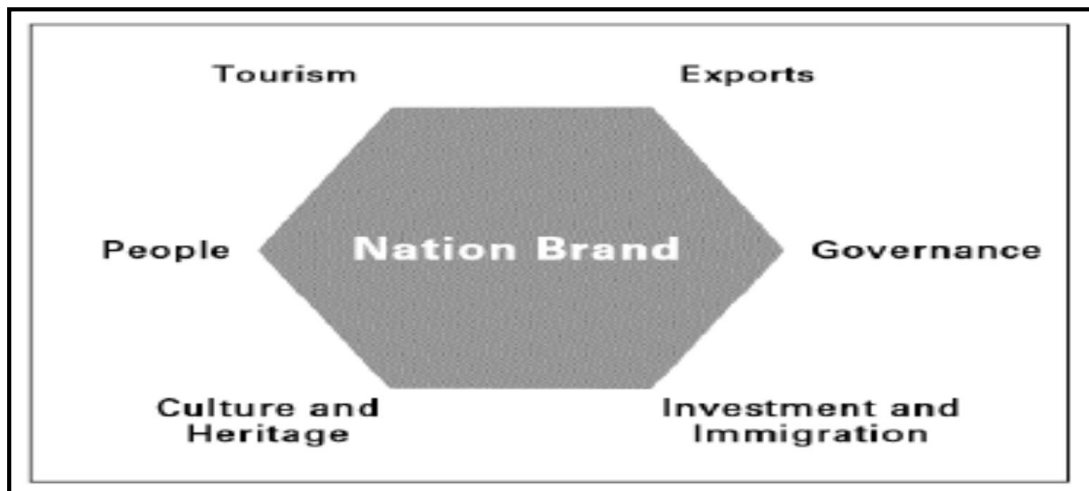 Tourism
Exports
People
Nation Brand
Governance
Culture and
Heritage
Investment and
Immigration